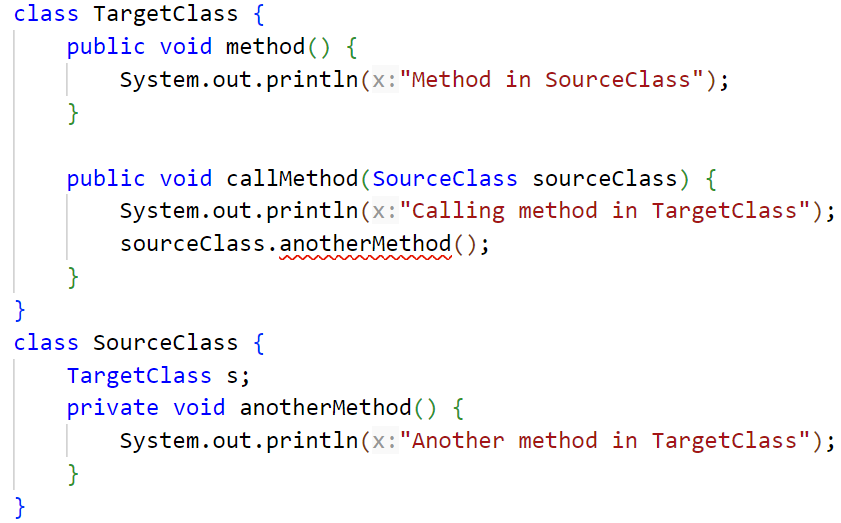 class TargetClass {
    public void method() {
        System.out.println(x:"Method in SourceClass");
    }

    public void callMethod(SourceClass sourceClass) {
        System.out.println(x:"Calling method in TargetClass");
        sourceClass.anotherMethod();
    }
}
class SourceClass {
    TargetClass s;
    private void anotherMethod() {
        System.out.println(x:"Another method in TargetClass");
    }
}